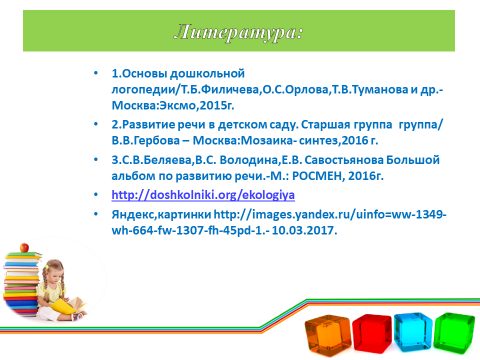 Литература:
• 1.Основы дошкольной
логопедии/Т.Б.Филичева,О.С.Орлова,Т.В.Туманова и др.-
Москва:Эксмо,2015г.
• 2.Развитие речи в детском саду. Старшая группа группа/
В.В.Гербова – Москва:Мозаика- синтез,2016 г.
• 3.С.В.Беляева,В.С. Володина,Е.В. Савостьянова Большой
альбом по развитию речи.-М.: РОСМЕН, 2016г.
• http://doshkolniki.org/ekologiya
• Яндекс,картинки http://images.yandex.ru/uinfo=ww-1349-
wh-664-fw-1307-fh-45pd-1.- 10.03.2017.